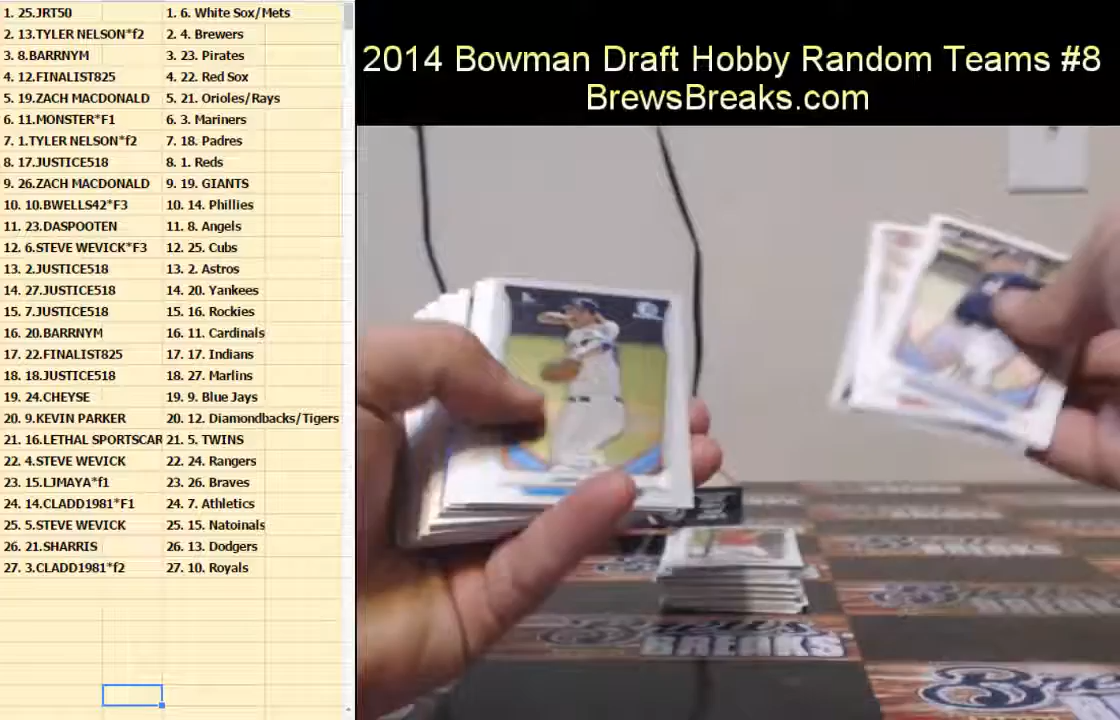 1. 25.JRT50 1. 6. White Sox/Mets
2. 13.TYLER NELSON*f2 2. 4. Brewers
3. 8.BARRNYM 3. 23. Pirates
4. 12.FINALIST825 4. 22. Red Sox
5. 19.ZACH MACDONALD 5. 21. Orioles/Rays
6. 11.MONSTER*F1 6. 3. Mariners
7. 1.TYLER NELSON*f2 7. 18. Padres
8. 17.JUSTICE518 8. 1. Reds
9. 26.ZACH MACDONALD 9. 19. GIANTS
10. 10.BWELLS42*F3 10. 14. Phillies
11. 23.DASPOOTEN 11. 8. Angels
12. 6.STEVE WEVICK*F3 12. 25. Cubs
13. 2.JUSTICE518 13. 2. Astros
14. 27.JUSTICE518 14. 20. Yankees
15. 7.JUSTICE518 15. 16. Rockies
16. 20.BARRNYM 16. 11. Cardinals
17. 22.FINALIST825 17. 17. Indians
18. 18.JUSTICE518 18. 27. Marlins
19. 24.CHEYSE 19. 9. Blue Jays
20. 9.KEVIN PARKER 20. 12. Diamondbacks/Tigers
21. 16.LETHAL SPORTSCAR 21. 5. TWINS
22. 4.STEVE WEVICK 22. 24. Rangers
23. 15.LJMAYA*f1 23. 26. Braves
24. 14.CLADD1981*F1 24. 7. Athletics
25. 5.STEVE WEVICK 25. 15. Natoinals
26. 21.SHARRIS 26. 13. Dodgers
27. 3.CLADD1981*f2 27. 10. Royals
2014 Bowman Draft Hobby Random Teams #8
BrewsBreaks.com
Brews
BREAKS